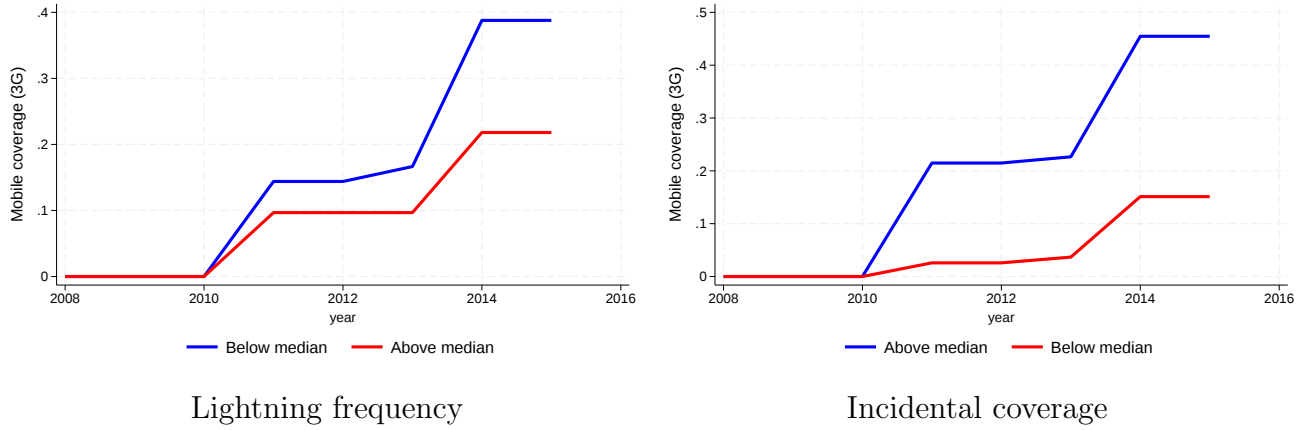 .4
.3
.2
.1
0
Mobile coverage (3G)
2008 2010 2012 2014 2016
year
Below median Above median
Lightning frequency
.5
.4
.3
.2
.1
0
Mobile coverage (3G)
2008 2010 2012 2014 2016
year
Above median Below median
Incidental coverage